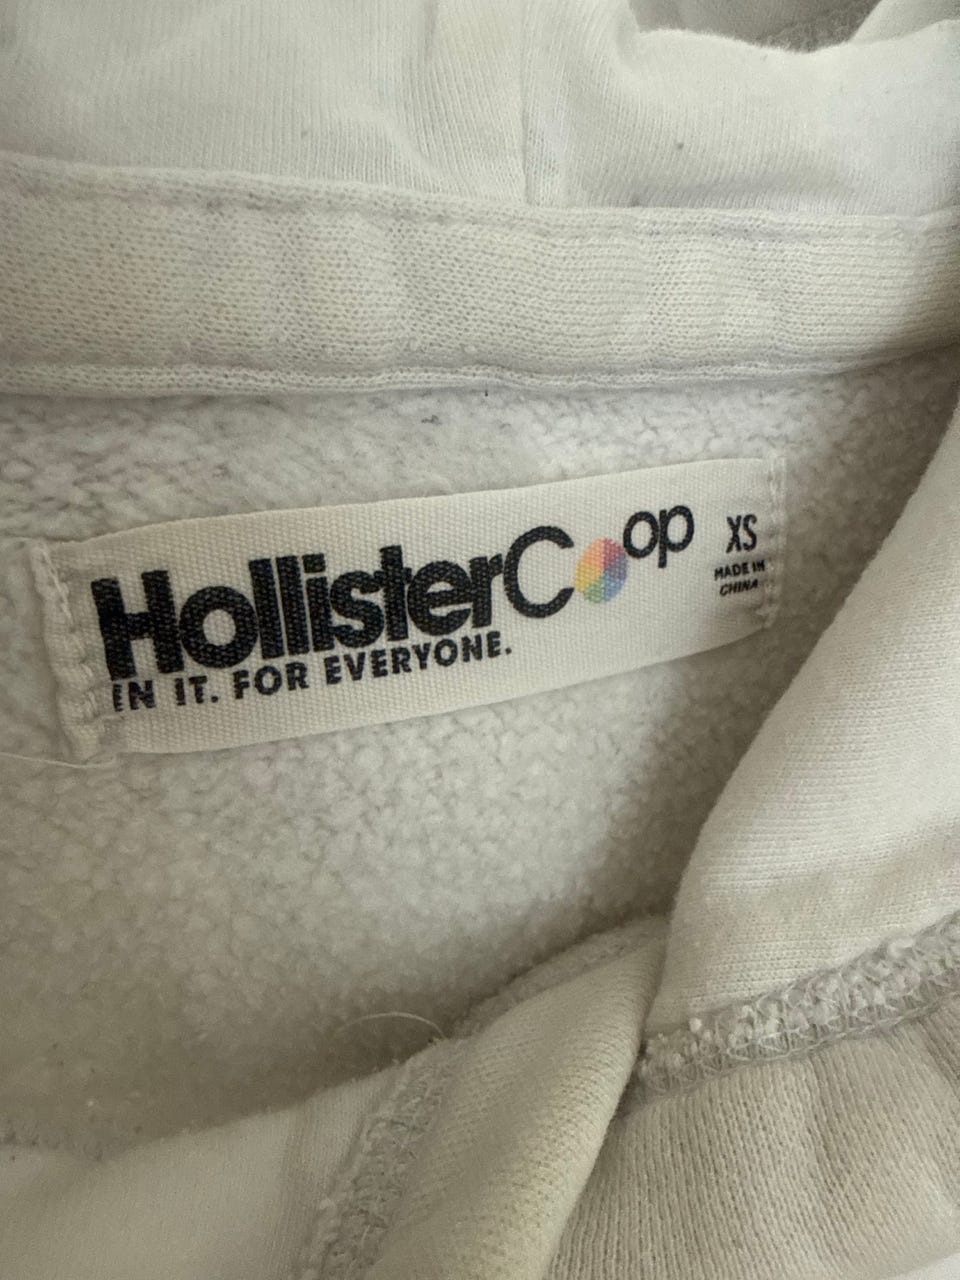 HollisterCoop
IN IT. FOR EVERYONE.
XS
MADE IN
CHINA